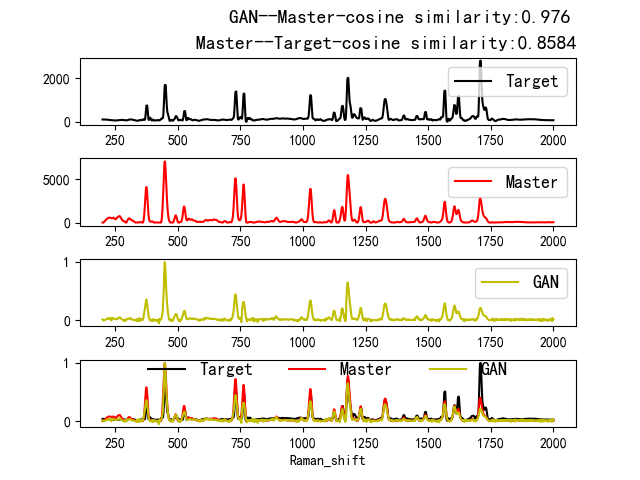 GAN--Master-cosine similarity:0.976
Master--Target-cosine similarity:0.8584
2000
0
Target
250 500 750 1000 1250 1500 1750 2000
5000
0
Master
250 500 750 1000 1250 1500 1750 2000
1
0
GAN
250 500 750 1000 1250 1500 1750 2000
1
0
Target Master GAN
250 500 750 1000 1250 1500 1750 2000
Raman_shift